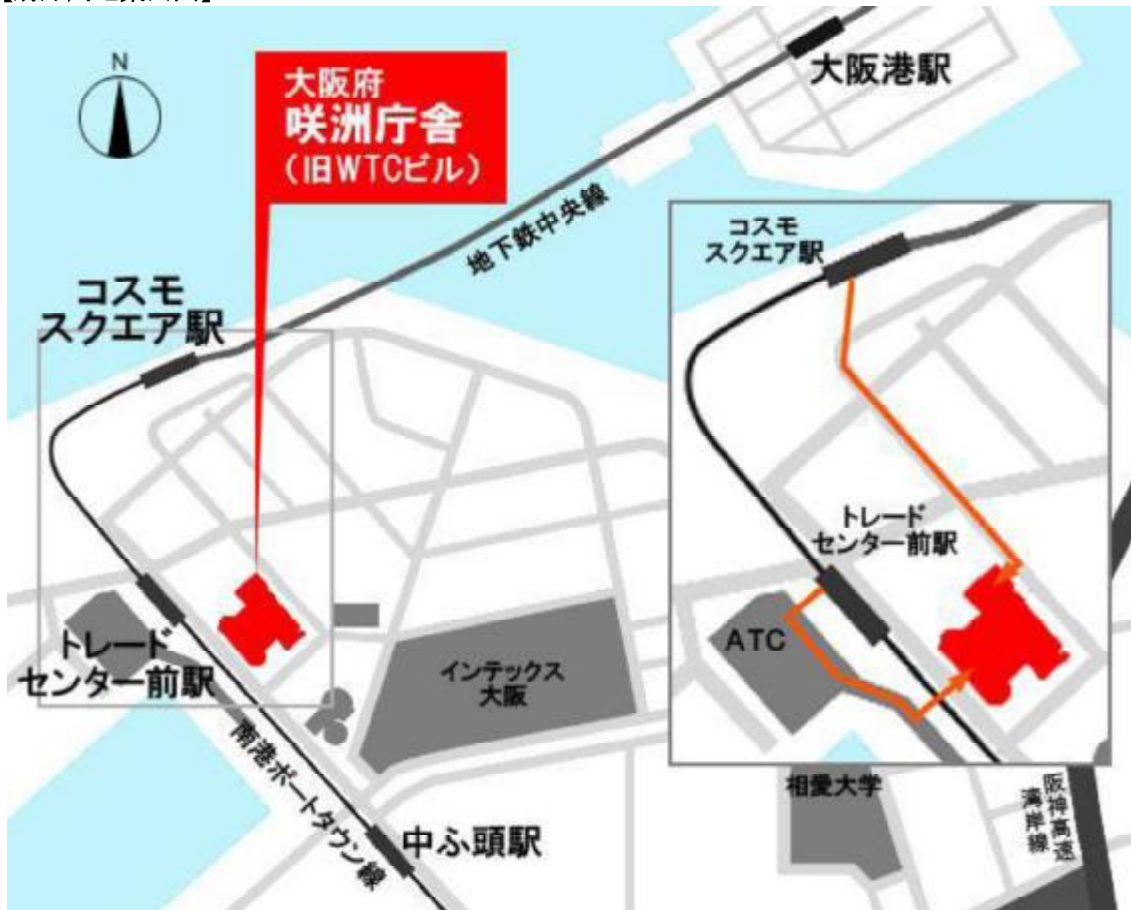 N
大阪府
咲洲庁舎
（旧WTCビル）
大阪港駅
地下鉄中央線
コスモ
スクエア駅
トレード
センター前駅
インテックス
大阪
南港ポートタウン線
中ふ頭駅
コスモ
スクエア駅
トレード
センター前駅
ATC
相愛大学
阪神高速
湾岸線